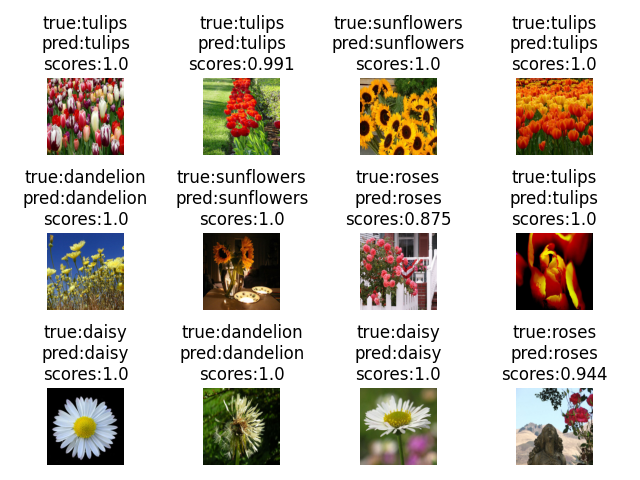 true:tulips
pred:tulips
scores:1.0
true:tulips
pred:tulips
scores:0.991
true:sunflowers
pred:sunflowers
scores:1.0
true:tulips
pred:tulips
scores:1.0
true:dandelion
pred:dandelion
scores:1.0
true:sunflowers
pred:sunflowers
scores:1.0
true:roses
pred:roses
scores:0.875
true:tulips
pred:tulips
scores:1.0
true:daisy
pred:daisy
scores:1.0
true:dandelion
pred:dandelion
scores:1.0
true:daisy
pred:daisy
scores:1.0
true:roses
pred:roses
scores:0.944